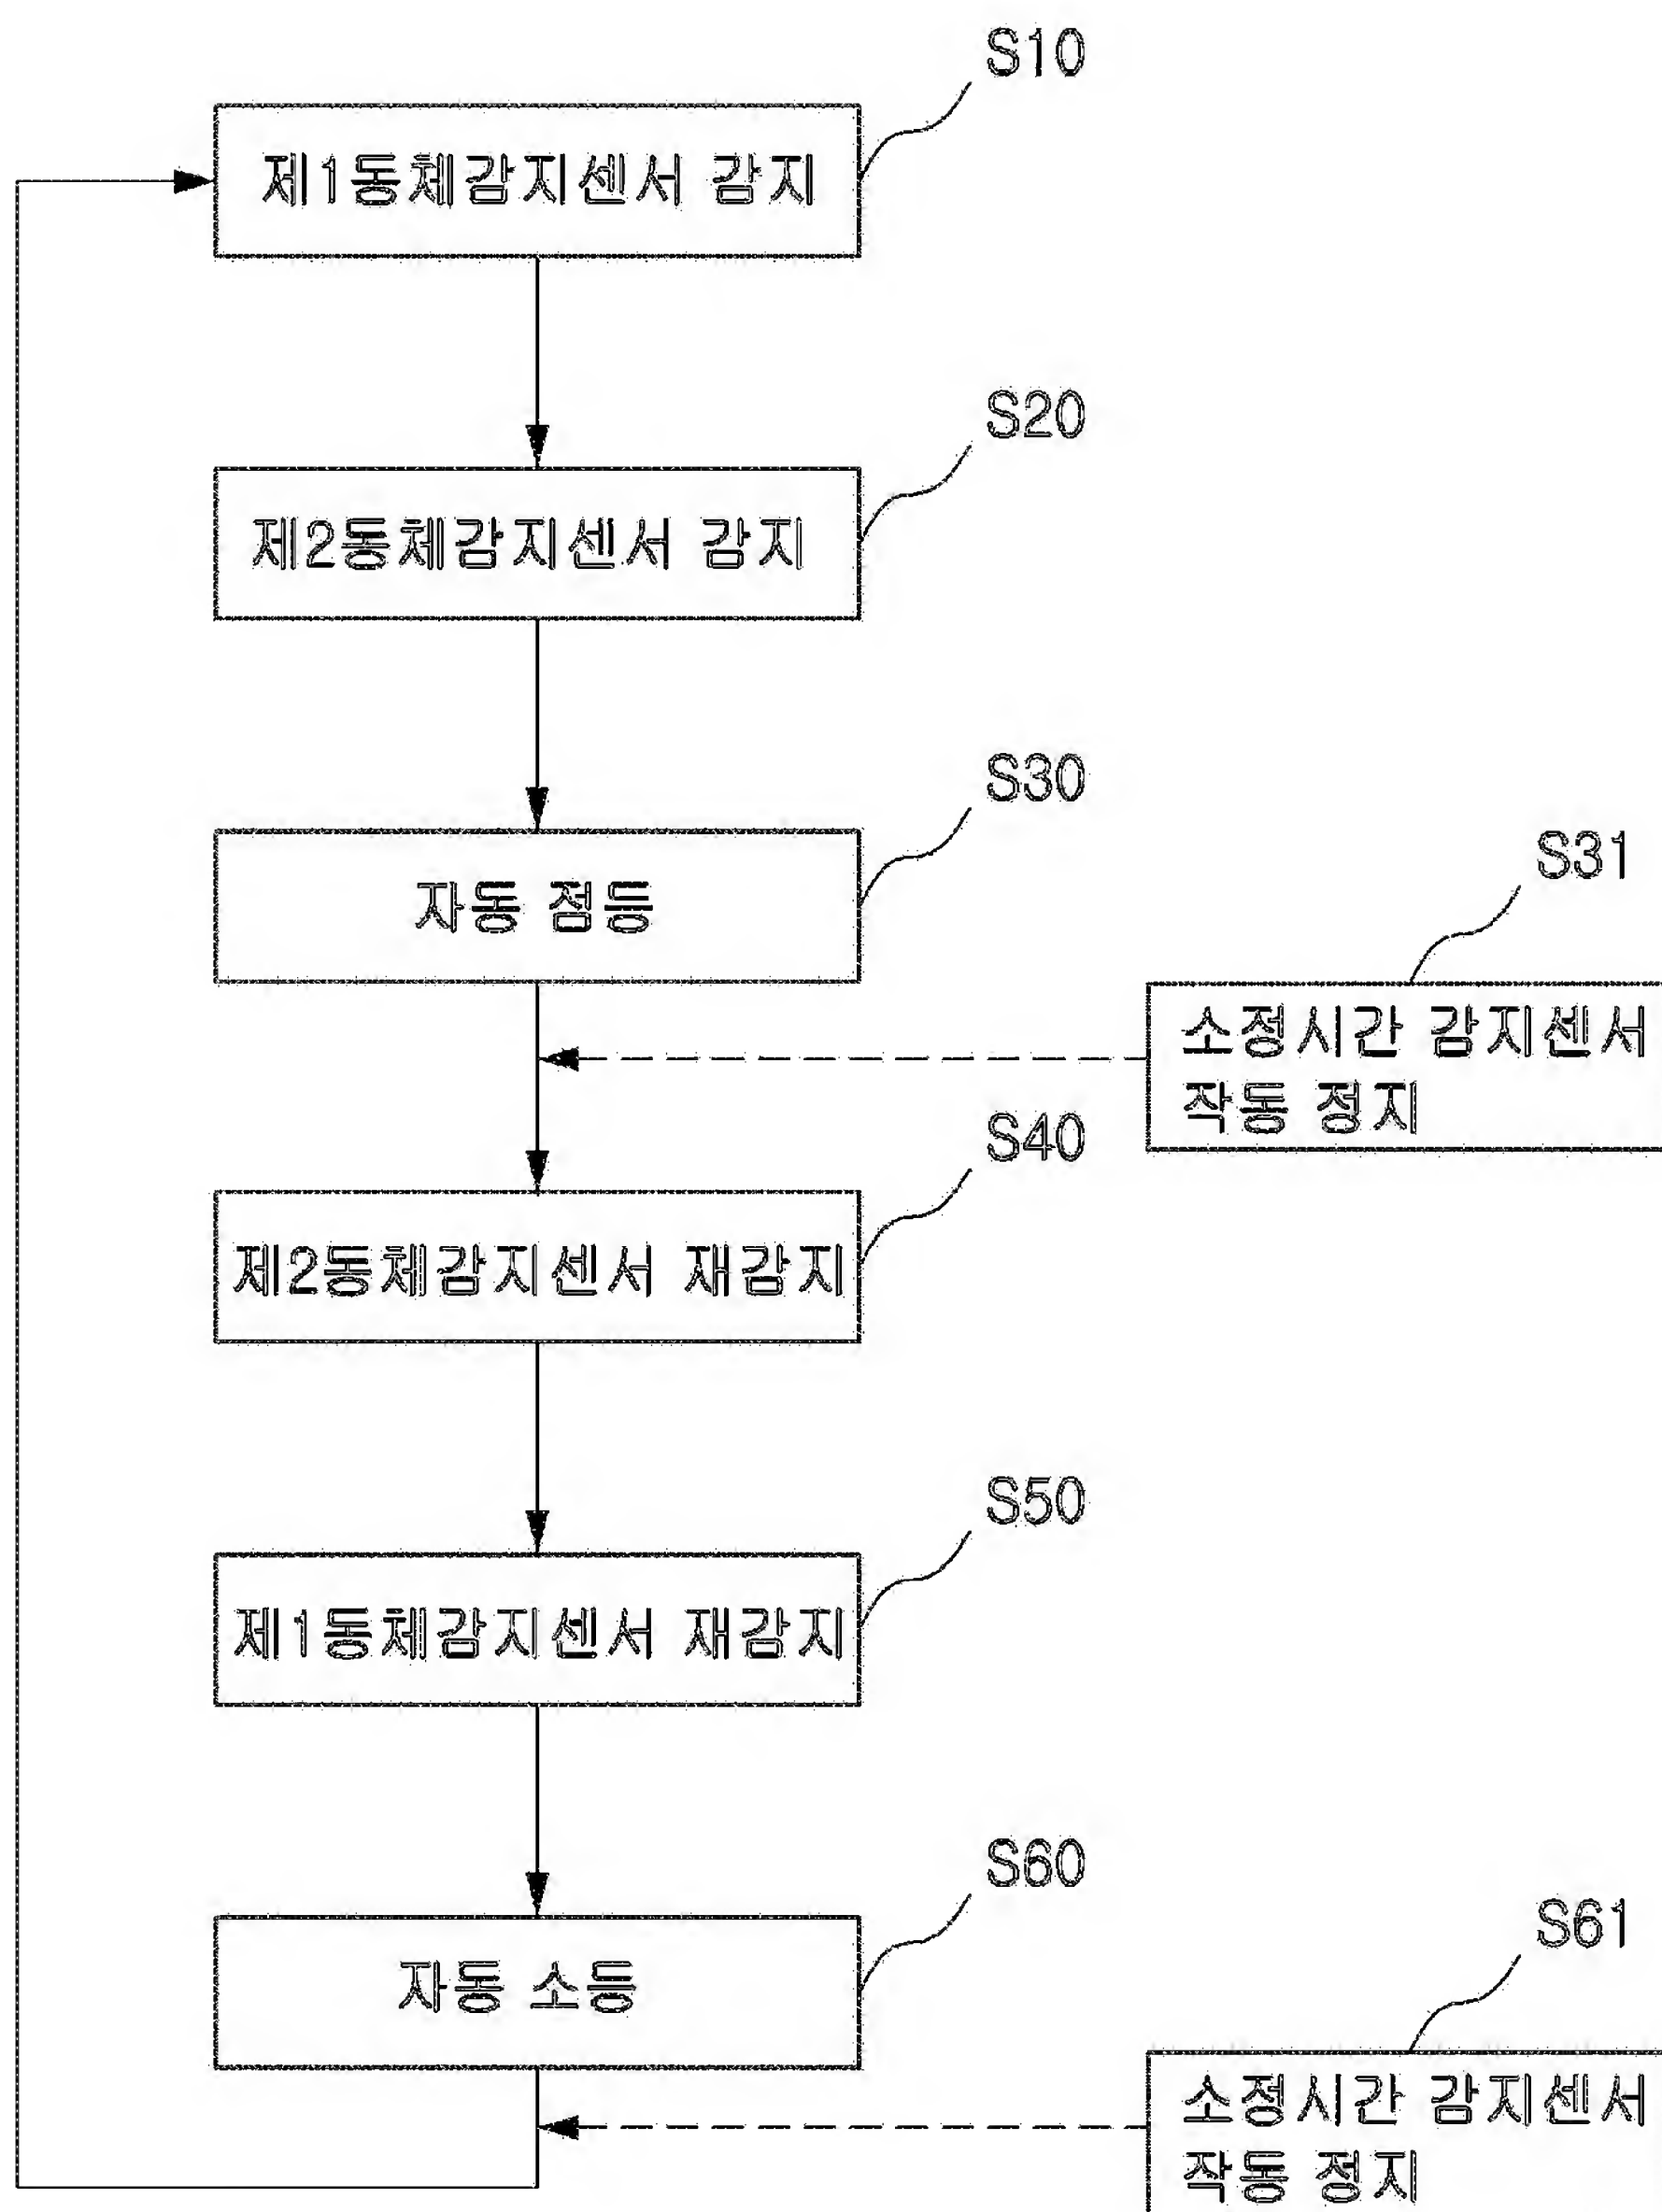 S10
제1동체감지센서 감지
S20
제2동체감지센서 감지
S30
자동 점등
S31
소정시간 감지센서
작동 정지
S40
제2동체감지센서 재감지
S50
제1동체감지센서 재감지
S60
자동 소등
S61
소정시간 감지센서
작동 정지